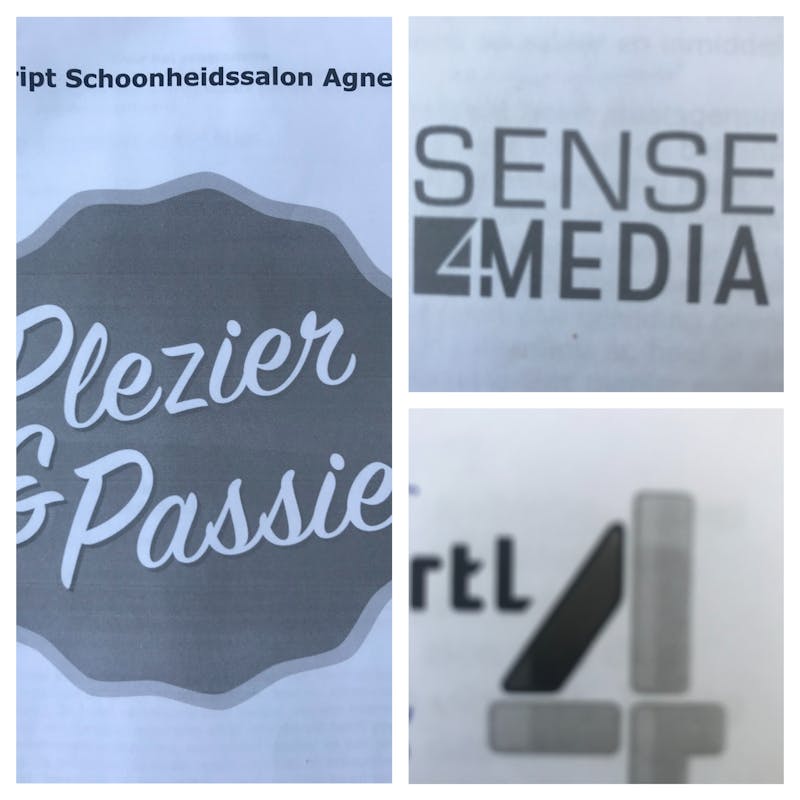 ript Schoonheidssalon Agne
Plezier
&Passie
SENSE
4MEDIA
rtl
4